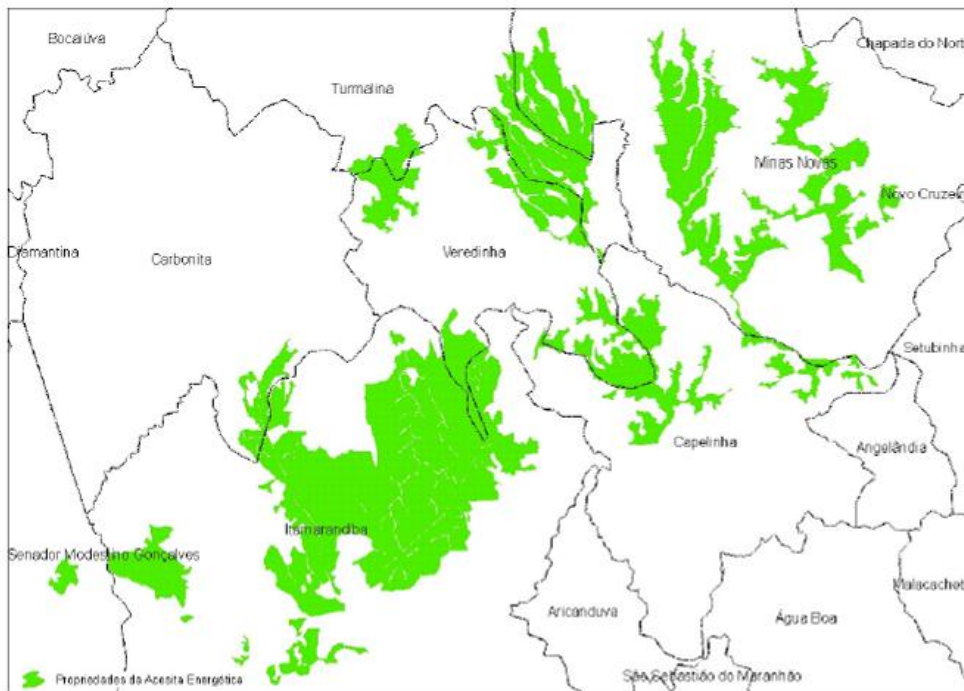 Bocaiúva
Chapada do Nort
Turmalina
Minas Novas
Novo Cruzeir
Diamantina
Carbonita
Veredinha
Setubinha
Capelinha
Angelândia
Itamarandiba
Senador Modestino Gonçalves
Malacachet
Aricanduva
Água Boa
São Sebastião do Maranhão
Propriedades da Acesita Energética